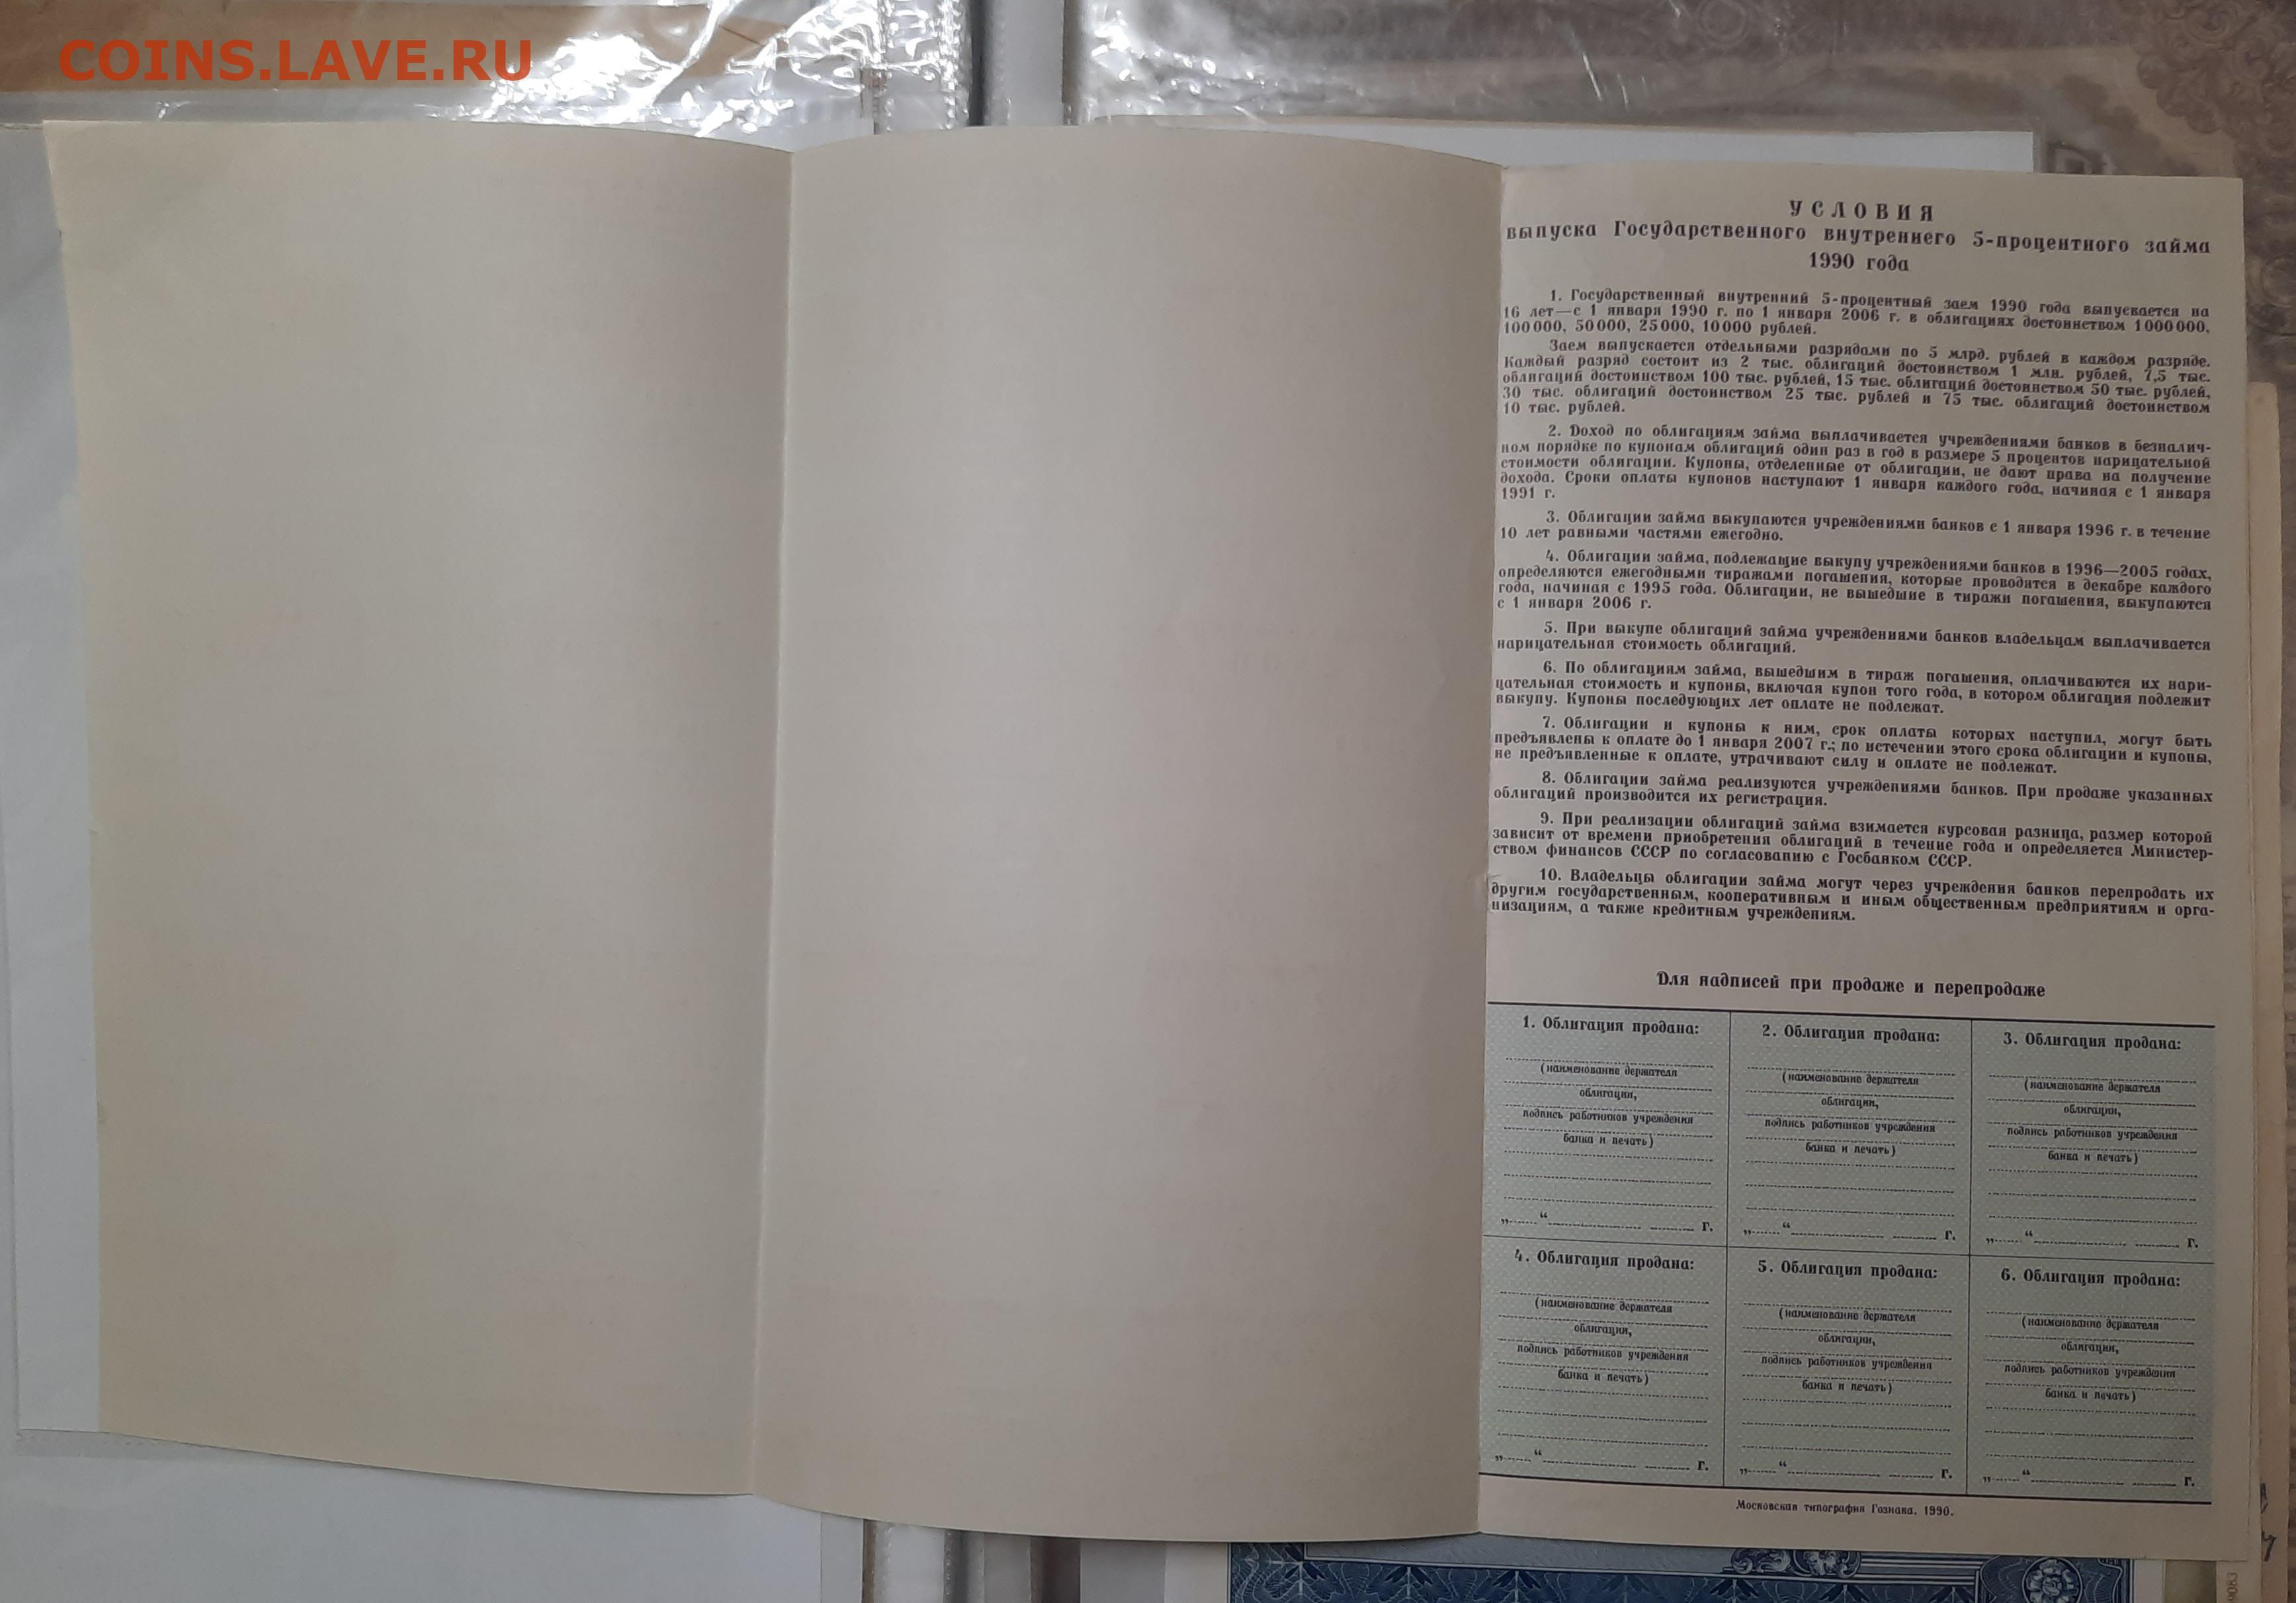 COINS.LAVE.RU
УСЛОВИЯ
выпуска Государственного внутреннего 5-процентного займа
1990 года
1. Государственный внутренний 5-процентный заем 1990 года выпускается на
16 лет—с 1 января 1990 г. по 1 января 2006 г. в облигациях достоинством 1 000 000,
100 000, 50 000, 25 000, 10 000 рублей.
Заем выпускается отдельными разрядами по 5 млрд. рублей в каждом разряде.
Каждый разряд состоит из 2 тыс. облигаций достоинством 1 млн. рублей, 7,5 тыс.
облигаций достоинством 100 тыс. рублей, 15 тыс. облигаций достоинством 50 тыс. рублей,
30 тыс. облигаций достоинством 25 тыс. рублей и 75 тыс. облигаций достоинством
10 тыс. рублей.
2. Доход по облигациям займа выплачивается учреждениями банков в безналич-
ном порядке по купонам облигаций один раз в год в размере 5 процентов нарицательной
стоимости облигации. Купоны, отделенные от облигации, не дают права на получение
дохода. Сроки оплаты купонов наступают 1 января каждого года, начиная с 1 января
1991 г.
3. Облигации займа выкупаются учреждениями банков с 1 января 1996 г. в течение
10 лет равными частями ежегодно.
4. Облигации займа, подлежащие выкупу учреждениями банков в 1996—2005 годах,
определяются ежегодными тиражами погашения, которые проводятся в декабре каждого
года, начиная с 1995 года. Облигации, не вышедшие в тиражи погашения, выкупаются
с 1 января 2006 г.
5. При выкупе облигаций займа учреждениями банков владельцам выплачивается
нарицательная стоимость облигаций.
6. По облигациям займа, вышедшим в тираж погашения, оплачиваются их нари-
цательная стоимость и купоны, включая купон того года, в котором облигация подлежит
выкупу. Купоны последующих лет оплате не подлежат.
7. Облигации и купоны к ним, срок оплаты которых наступил, могут быть
предъявлены к оплате до 1 января 2007 г.; по истечении этого срока облигации и купоны,
не предъявленные к оплате, утрачивают силу и оплате не подлежат.
8. Облигации займа реализуются учреждениями банков. При продаже указанных
облигаций производится их регистрация.
9. При реализации облигаций займа взимается курсовая разница, размер которой
зависит от времени приобретения облигаций в течение года и определяется Министер-
ством финансов СССР по согласованию с Госбанком СССР.
10. Владельцы облигации займа могут через учреждения банков перепродать их
другим государственным, кооперативным и иным общественным предприятиям и орга-
низациям, а также кредитным учреждениям.
Для надписей при продаже и перепродаже
1. Облигация продана:
(наименование держателя
облигации,
подпись работников учреждения
банка и печать)
„.......“.......................... ............ г.
2. Облигация продана:
(наименование держателя
облигации,
подпись работников учреждения
банка и печать)
„.......“.......................... ............ г.
3. Облигация продана:
(наименование держателя
облигации,
подпись работников учреждения
банка и печать)
„.......“.......................... ............ г.
4. Облигация продана:
(наименование держателя
облигации,
подпись работников учреждения
банка и печать)
„.......“.......................... ............ г.
5. Облигация продана:
(наименование держателя
облигации,
подпись работников учреждения
банка и печать)
„.......“.......................... ............ г.
6. Облигация продана:
(наименование держателя
облигации,
подпись работников учреждения
банка и печать)
„.......“.......................... ............ г.
Московская типография Гознака. 1990.